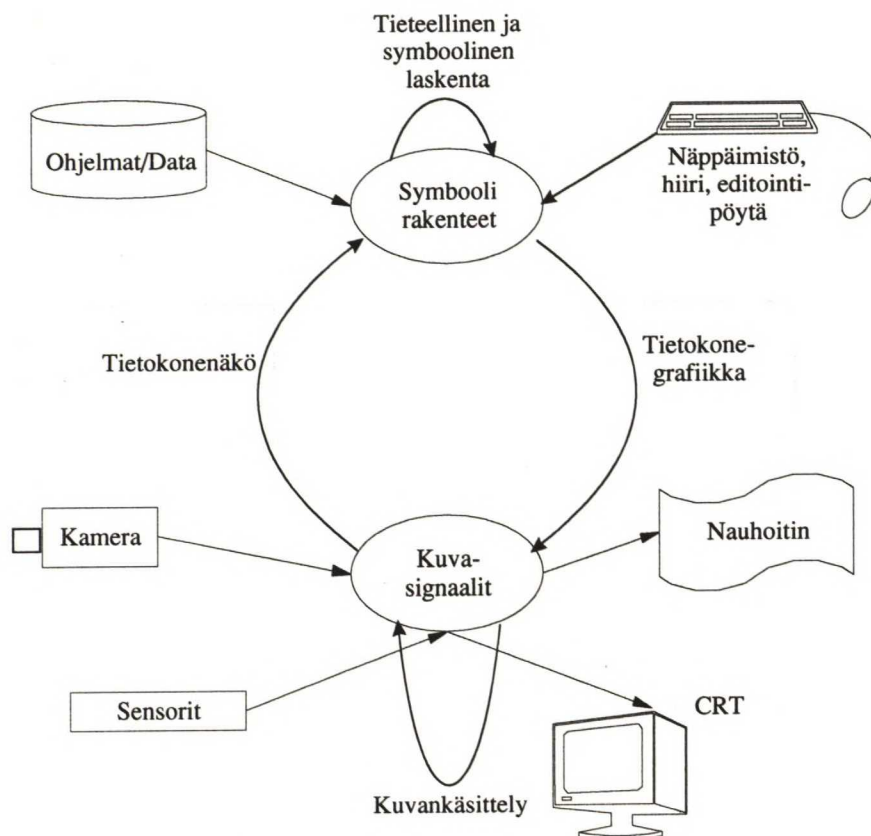 Tieteellinen ja
symboolinen
laskenta
Ohjelmat/Data
Näppäimistö,
hiiri, editointi-
pöytä
Symbooli
rakenteet
Tietokonenäkö
Tietokone-
grafiikka
Kamera
Kuva-
signaalit
Nauhoitin
Sensorit
CRT
Kuvankäsittely